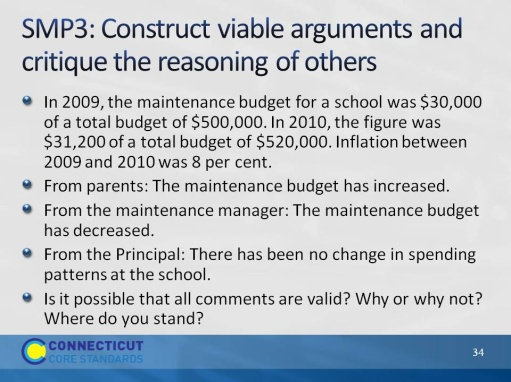 SMP3: Construct viable arguments and
critique the reasoning of others
In 2009, the maintenance budget for a school was $30,000
of a total budget of $500,000. In 2010, the figure was
$31,200 of a total budget of $520,000. Inflation between
2009 and 2010 was 8 per cent.
From parents: The maintenance budget has increased.
From the maintenance manager: The maintenance budget
has decreased.
From the Principal: There has been no change in spending
patterns at the school.
Is it possible that all comments are valid? Why or why not?
Where do you stand?
CONNECTICUT
CORE STANDARDS
34